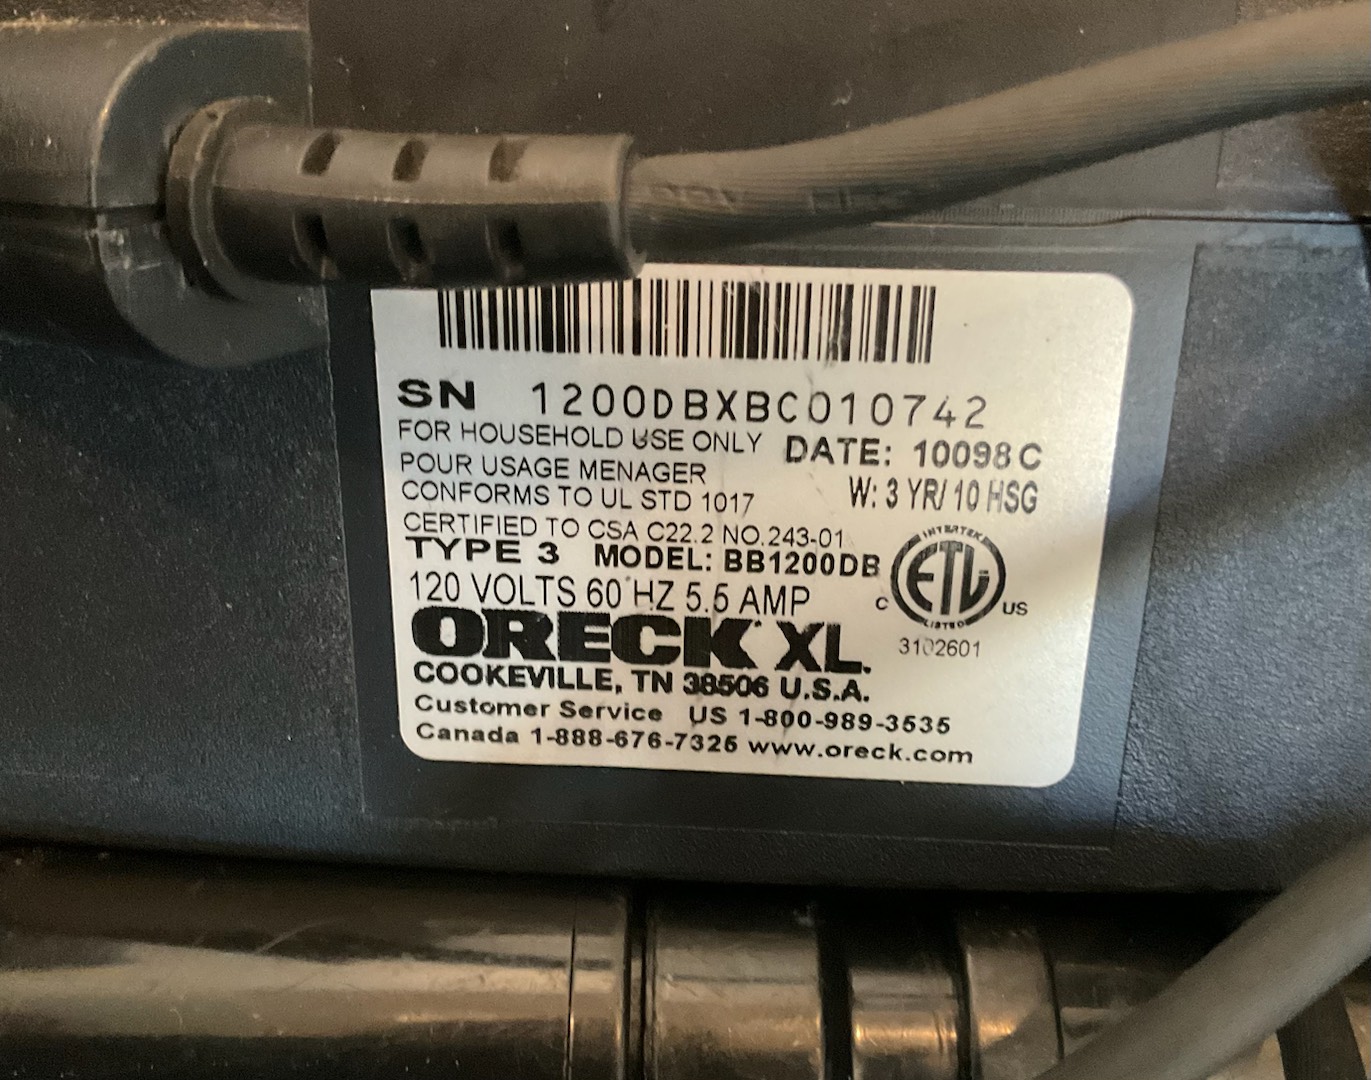 SN 1200DBXBC010742
FOR HOUSEHOLD USE ONLY DATE: 10098C
POUR USAGE MENAGER
CONFORMS TO UL STD 1017 W: 3 YR/ 10 HSG
CERTIFIED TO CSA C22.2 NO.243-01
TYPE 3 MODEL: BB1200DB
120 VOLTS 60 HZ 5.5 AMP
INTERTEK
ETL
LISTED
C US
3102601
ORECK XL.
COOKEVILLE, TN 38506 U.S.A.
Customer Service US 1-800-989-3535
Canada 1-888-676-7325 www.oreck.com